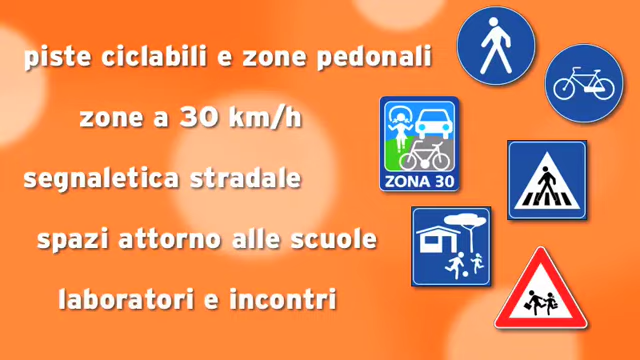 piste ciclabili e zone pedonali
zone a 30 km/h
ZONA 30
segnaletica stradale
spazi attorno alle scuole
laboratori e incontri